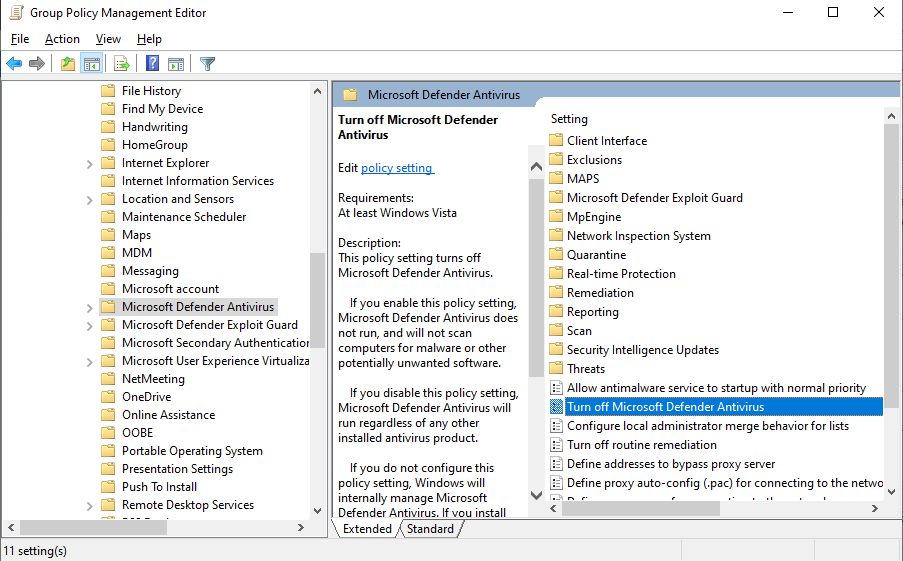 Group Policy Management Editor
File Action View Help
File History
Find My Device
Handwriting
HomeGroup
Internet Explorer
Internet Information Services
Location and Sensors
Maintenance Scheduler
Maps
MDM
Messaging
Microsoft account
Microsoft Defender Antivirus
Microsoft Defender Exploit Guard
Microsoft Secondary Authentication
Microsoft User Experience Virtualiza
NetMeeting
OneDrive
Online Assistance
OOBE
Portable Operating System
Presentation Settings
Push To Install
Remote Desktop Services
Microsoft Defender Antivirus
Turn off Microsoft Defender
Antivirus
Edit policy setting
Requirements:
At least Windows Vista
Description:
This policy setting turns off
Microsoft Defender Antivirus.
If you enable this policy setting,
Microsoft Defender Antivirus does
not run, and will not scan
computers for malware or other
potentially unwanted software.
If you disable this policy setting,
Microsoft Defender Antivirus will
run regardless of any other
installed antivirus product.
If you do not configure this
policy setting, Windows will
internally manage Microsoft
Defender Antivirus. If you install
Setting
Client Interface
Exclusions
MAPS
Microsoft Defender Exploit Guard
MpEngine
Network Inspection System
Quarantine
Real-time Protection
Remediation
Reporting
Scan
Security Intelligence Updates
Threats
Allow antimalware service to startup with normal priority
Turn off Microsoft Defender Antivirus
Configure local administrator merge behavior for lists
Turn off routine remediation
Define addresses to bypass proxy server
Define proxy auto-config (.pac) for connecting to the netwo
Extended Standard
11 setting(s)